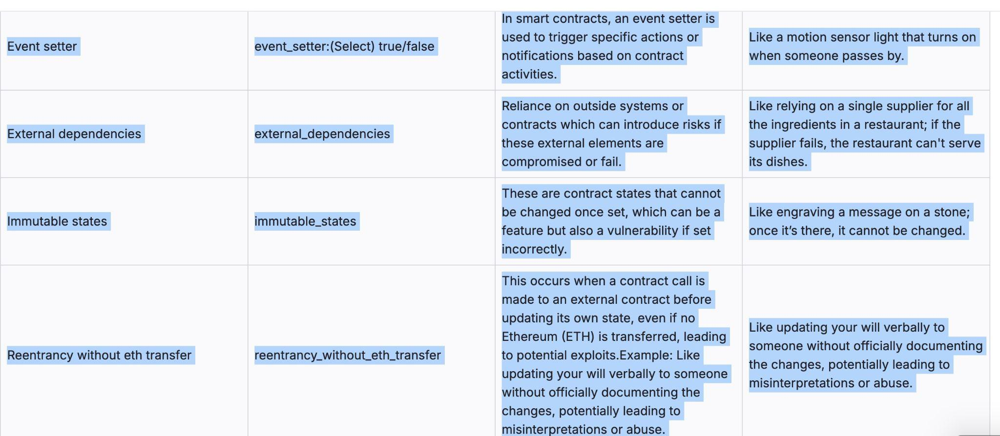 Event setter
event_setter:(Select) true/false
In smart contracts, an event setter is
used to trigger specific actions or
notifications based on contract
activities.
Like a motion sensor light that turns on
when someone passes by.
External dependencies
external_dependencies
Reliance on outside systems or
contracts which can introduce risks if
these external elements are
compromised or fail.
Like relying on a single supplier for all
the ingredients in a restaurant; if the
supplier fails, the restaurant can't serve
its dishes.
Immutable states
immutable_states
These are contract states that cannot
be changed once set, which can be a
feature but also a vulnerability if set
incorrectly.
Like engraving a message on a stone;
once it’s there, it cannot be changed.
Reentrancy without eth transfer
reentrancy_without_eth_transfer
This occurs when a contract call is
made to an external contract before
updating its own state, even if no
Ethereum (ETH) is transferred, leading
to potential exploits.Example: Like
updating your will verbally to someone
without officially documenting the
changes, potentially leading to
misinterpretations or abuse.
Like updating your will verbally to
someone without officially documenting
the changes, potentially leading to
misinterpretations or abuse.